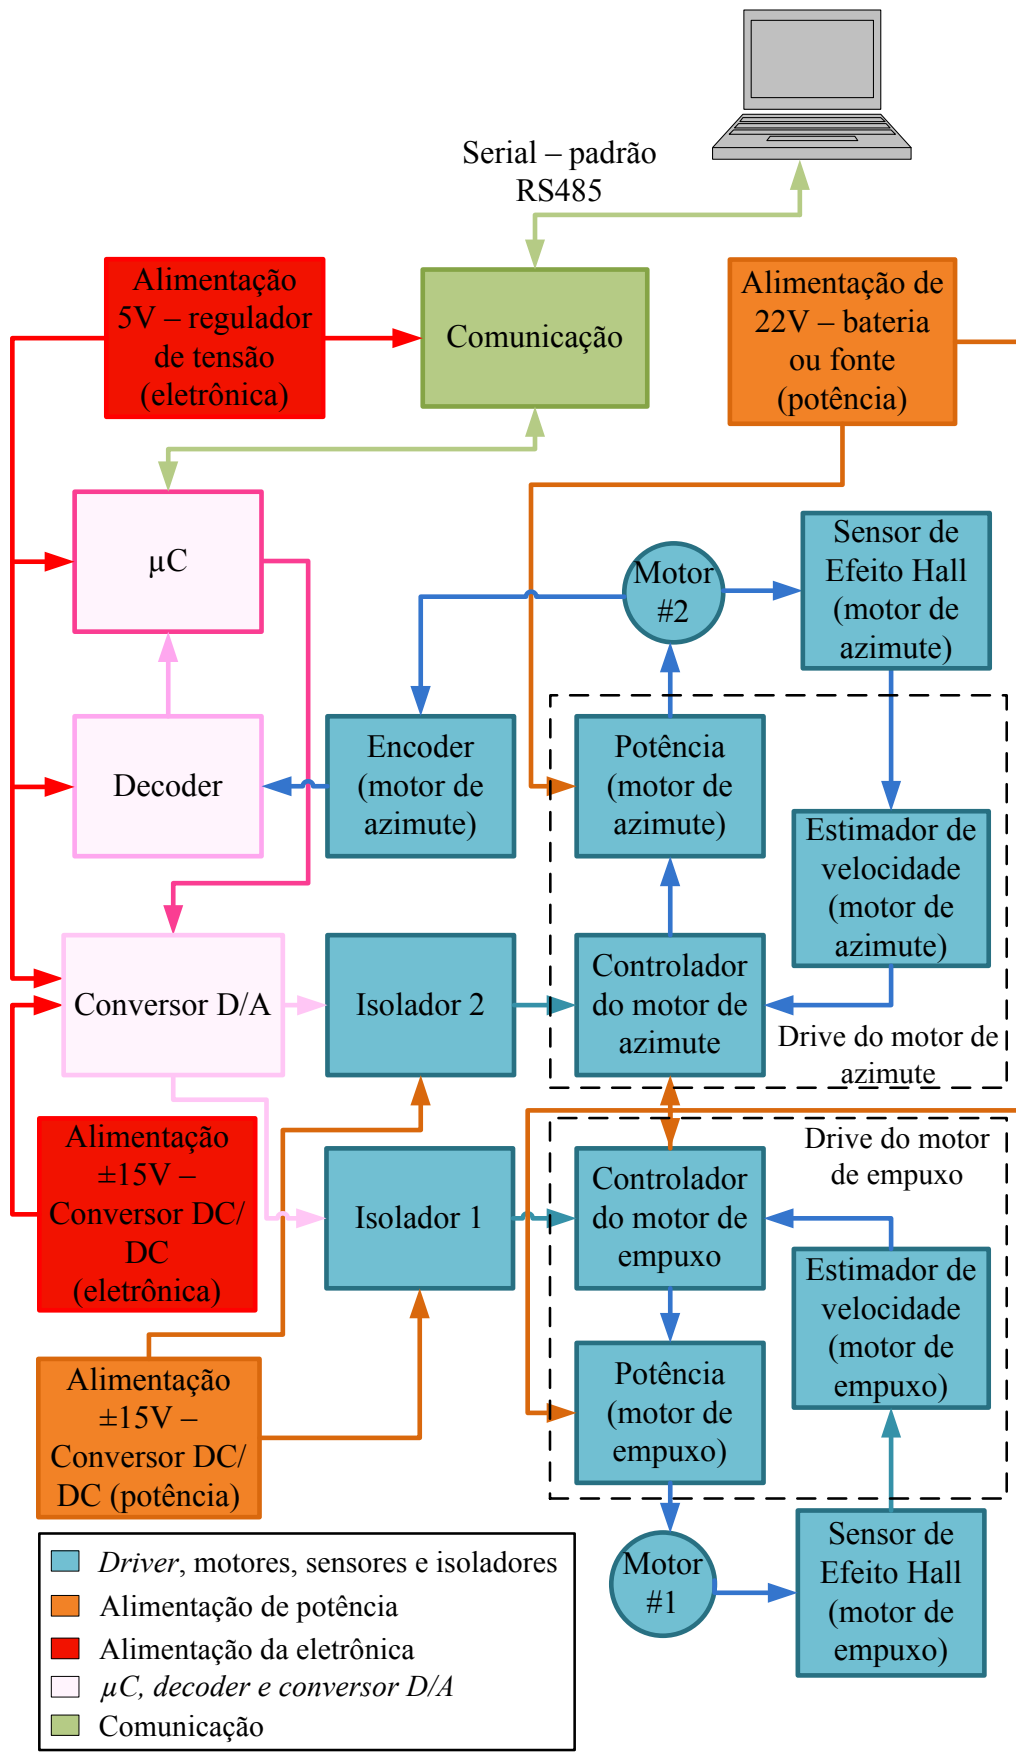 Serial – padrão
RS485
Alimentação
5V – regulador
de tensão
(eletrônica)
Comunicação
Alimentação de
22V – bateria
ou fonte
(potência)
µC
Motor
#2
Sensor de
Efeito Hall
(motor de
azimute)
Decoder
Encoder
(motor de
azimute)
Potência
(motor de
azimute)
Estimador de
velocidade
(motor de
azimute)
Conversor D/A
Isolador 2
Controlador
do motor de
azimute
Drive do motor de
azimute
Alimentação
±15V –
Conversor DC/
DC
(eletrônica)
Isolador 1
Controlador
do motor de
empuxo
Drive do motor
de empuxo
Estimador de
velocidade
(motor de
empuxo)
Alimentação
±15V –
Conversor DC/
DC (potência)
Potência
(motor de
empuxo)
Motor
#1
Sensor de
Efeito Hall
(motor de
empuxo)
Driver, motores, sensores e isoladores
Alimentação de potência
Alimentação da eletrônica
µC, decoder e conversor D/A
Comunicação